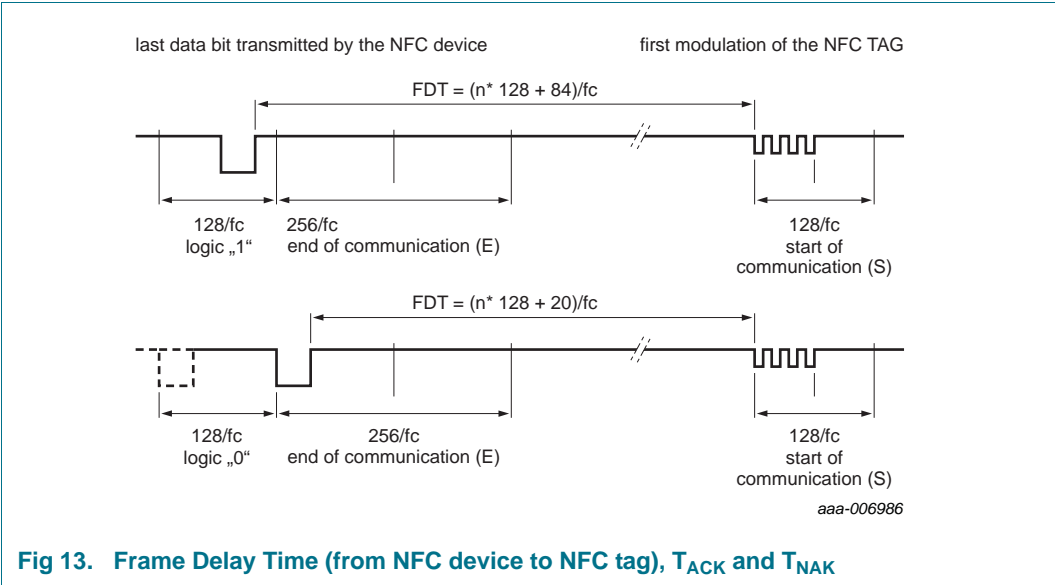 last data bit transmitted by the NFC device
first modulation of the NFC TAG
FDT = (n* 128 + 84)/fc
128/fc
logic „1“
256/fc
end of communication (E)
128/fc
start of
communication (S)
FDT = (n* 128 + 20)/fc
128/fc
logic „0“
256/fc
end of communication (E)
128/fc
start of
communication (S)
aaa-006986
Fig 13. Frame Delay Time (from NFC device to NFC tag), TACK and TNAK